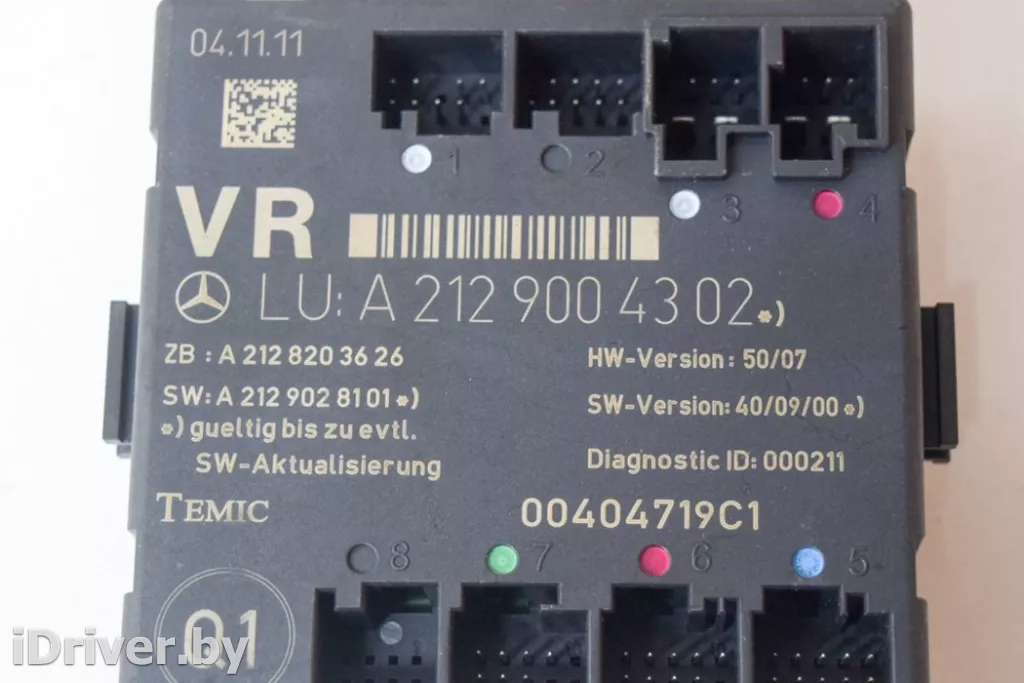 04.11.11
1 2
3 4
VR
LU: A 212 900 43 02 *)
ZB : A 212 820 36 26 HW-Version: 50/07
SW: A 212 902 81 01 *) SW-Version: 40/09/00 *)
*) gueltig bis zu evtl.
SW-Aktualisierung Diagnostic ID: 000211
TEMIC 00404719C1
8 7 6 5
Q1
iDriver.by